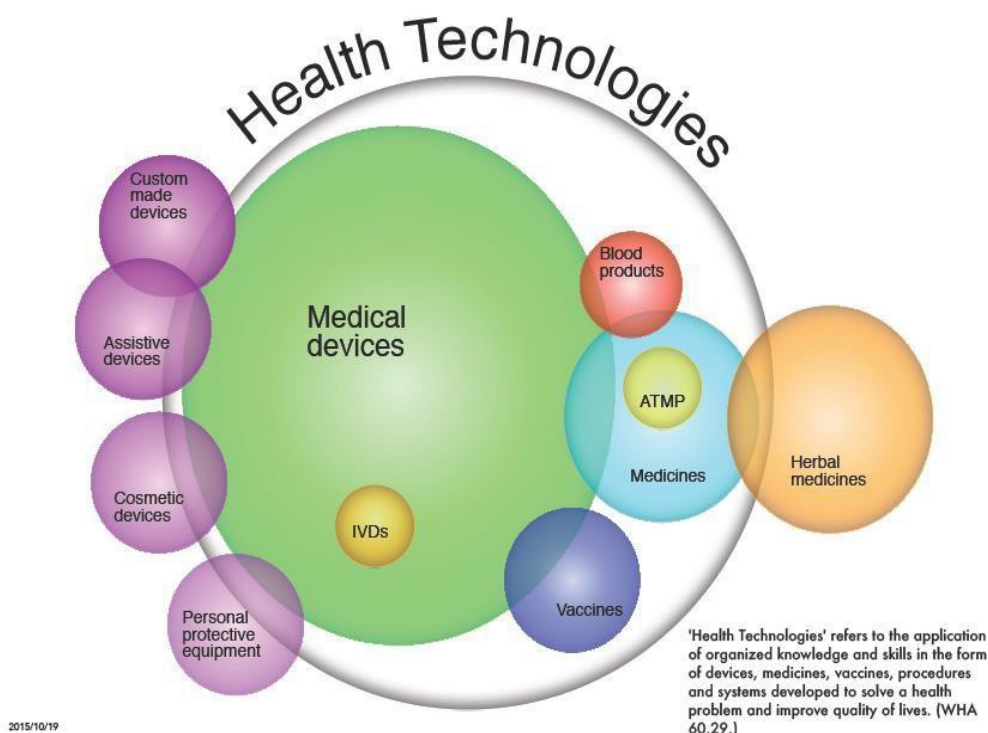 Health Technologies
Custom
made
devices
Assistive
devices
Cosmetic
devices
Personal
protective
equipment
Medical
devices
IVDs
Blood
products
ATMP
Medicines
Vaccines
Herbal
medicines
'Health Technologies' refers to the application
of organized knowledge and skills in the form
of devices, medicines, vaccines, procedures
and systems developed to solve a health
problem and improve quality of lives. (WHA
60.29.)
2015/10/19